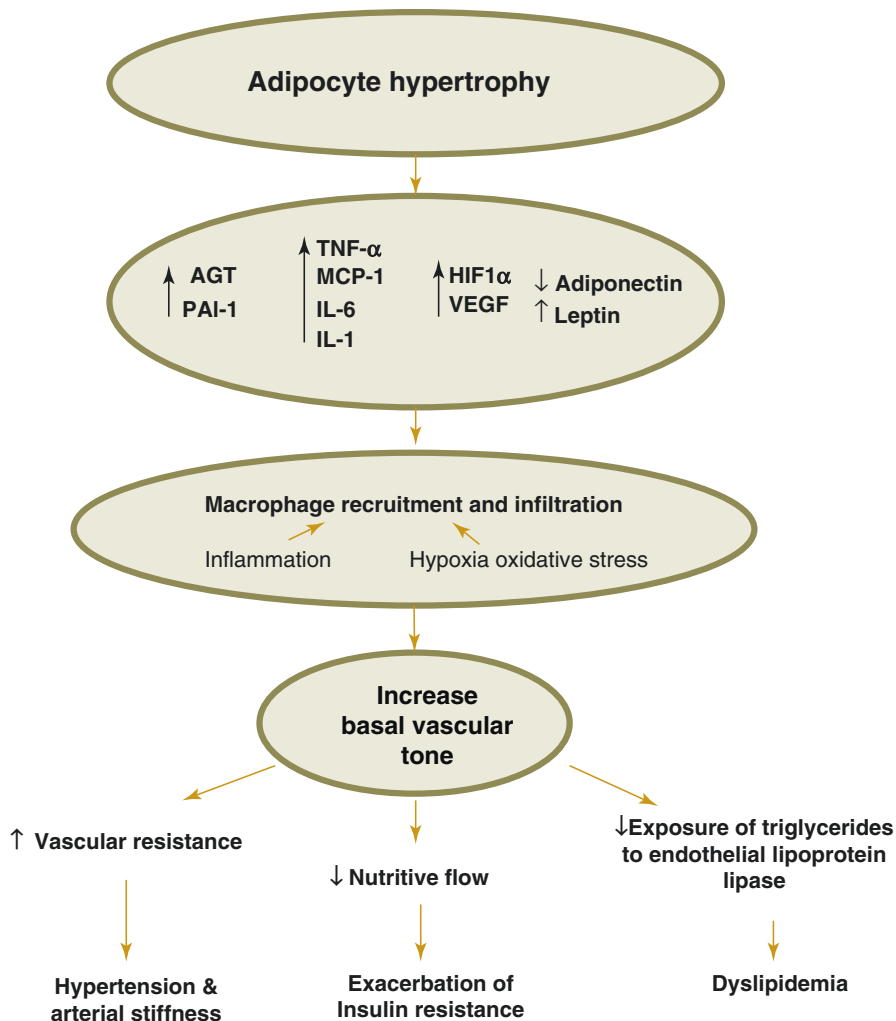 Adipocyte hypertrophy
↑ AGT
PAI-1
↑ TNF-α
MCP-1
IL-6
IL-1
↑ HIF1α
VEGF
↓ Adiponectin
↑ Leptin
Macrophage recruitment and infiltration
Inflammation
Hypoxia oxidative stress
Increase
basal vascular
tone
↑ Vascular resistance
↓ Nutritive flow
↓Exposure of triglycerides
to endothelial lipoprotein
lipase
Hypertension &
arterial stiffness
Exacerbation of
Insulin resistance
Dyslipidemia